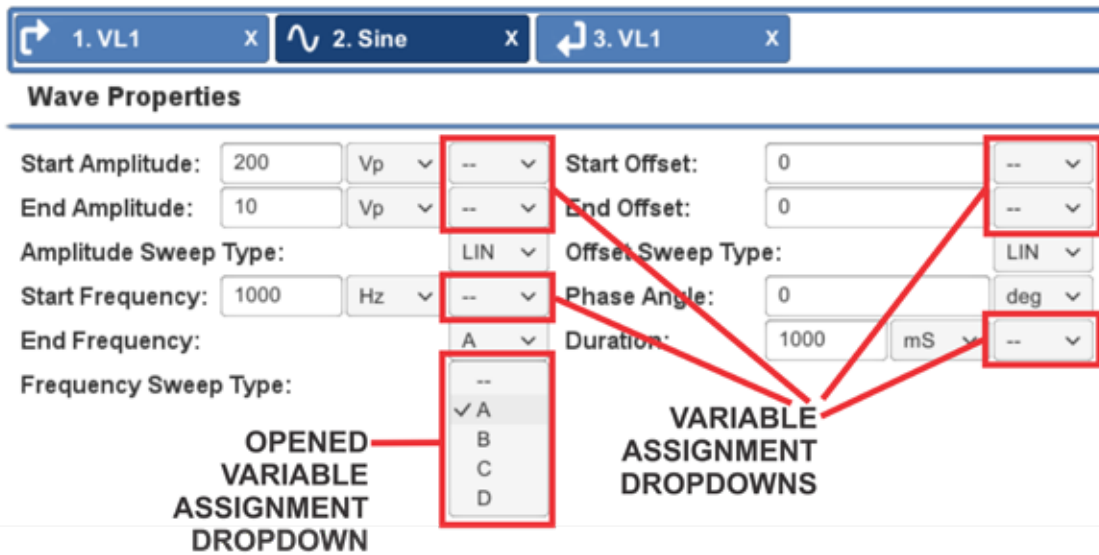 1. VL1 X 2. Sine X 3. VL1 X
Wave Properties
Start Amplitude: 200 Vp -- Start Offset: 0 --
End Amplitude: 10 Vp -- End Offset: 0 --
Amplitude Sweep Type: LIN Offset Sweep Type: LIN
Start Frequency: 1000 Hz -- Phase Angle: 0 deg
End Frequency: A Duration: 1000 mS --
Frequency Sweep Type:
--
A
B
C
D
OPENED
VARIABLE
ASSIGNMENT
DROPDOWN
VARIABLE
ASSIGNMENT
DROPDOWNS